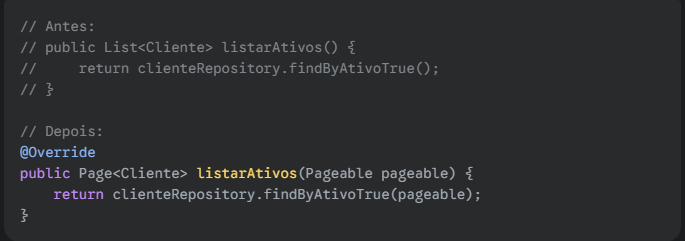 // Antes:
// public List<Cliente> listarAtivos() {
//     return clienteRepository.findByAtivoTrue();
// }
// Depois:
@Override
public Page<Cliente> listarAtivos(Pageable pageable) {
    return clienteRepository.findByAtivoTrue(pageable);
}